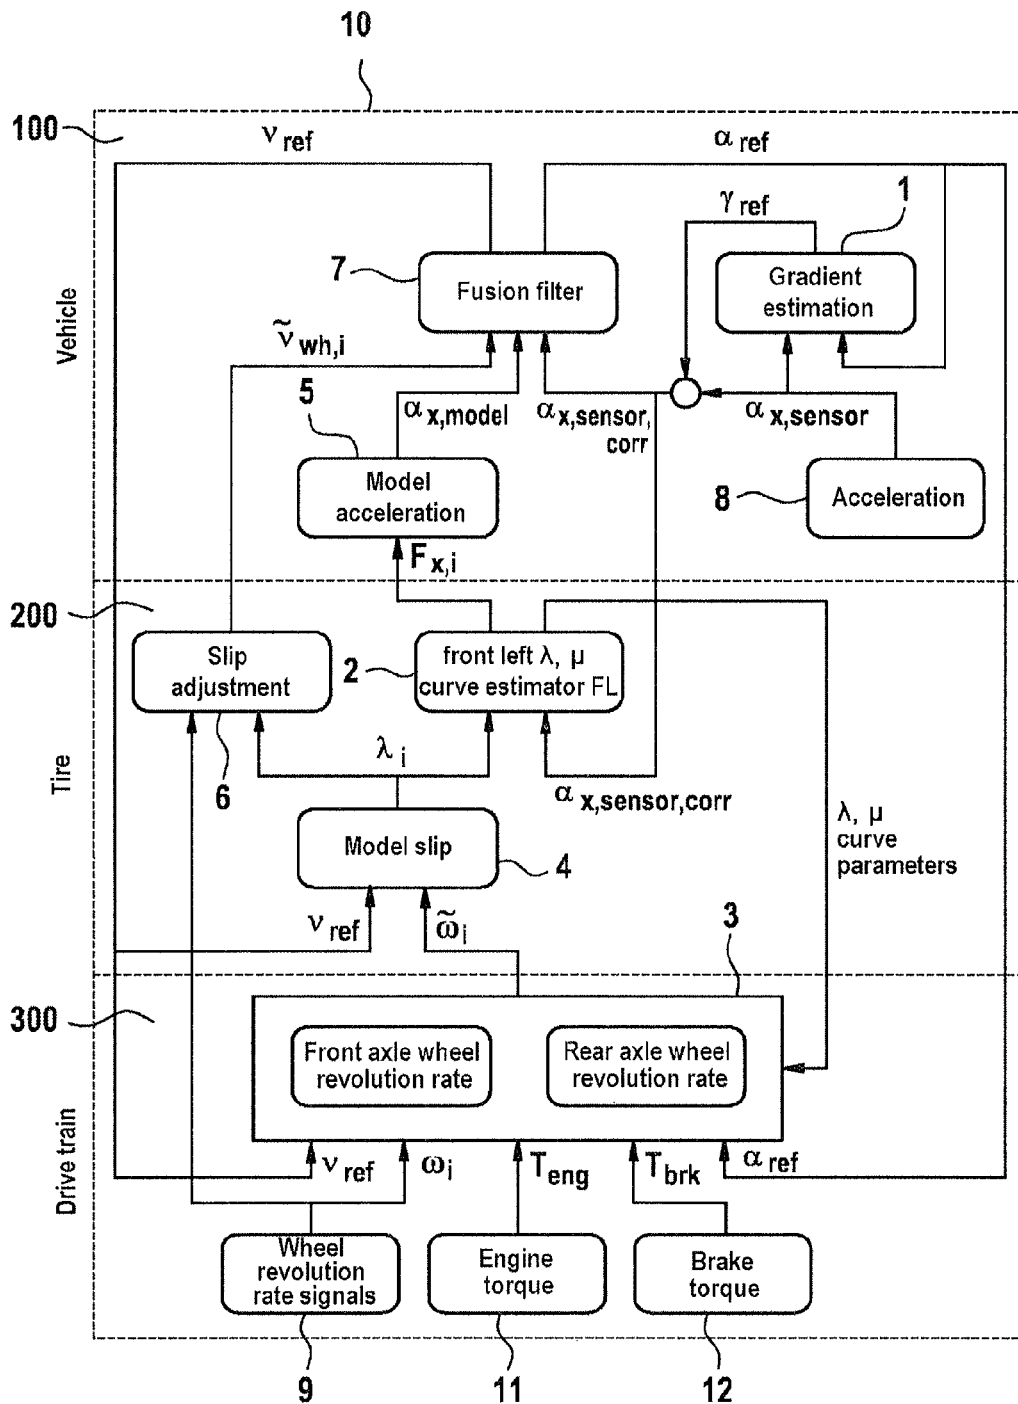 10
100
ν ref
α ref
γ ref
1
7
Fusion filter
Gradient
estimation
Vehicle
ν̃ wh,i
5
α x,model
α x,sensor,
corr
α x,sensor
Model
acceleration
8
Acceleration
F x,i
200
Slip
adjustment
2
front left λ, μ
curve estimator FL
6
λ i
α x,sensor,corr
Tire
λ, μ
curve
parameters
Model slip
4
ν ref
ω̃ i
3
300
Front axle wheel
revolution rate
Rear axle wheel
revolution rate
Drive train
ν ref
ω i
T eng
T brk
α ref
Wheel
revolution
rate signals
Engine
torque
Brake
torque
9
11
12